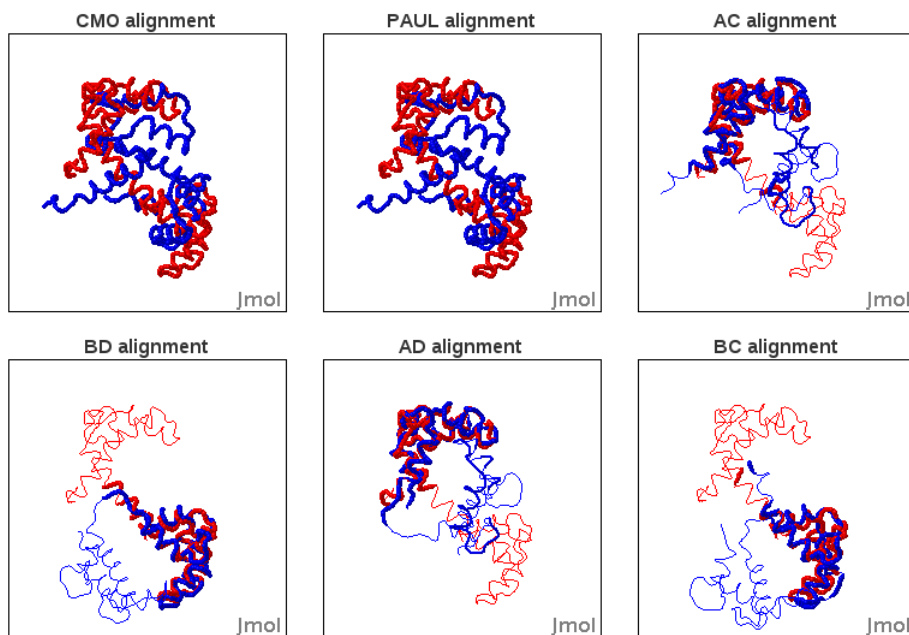 CMO alignment
PAUL alignment
AC alignment
Jmol
Jmol
Jmol
BD alignment
AD alignment
BC alignment
Jmol
Jmol
Jmol